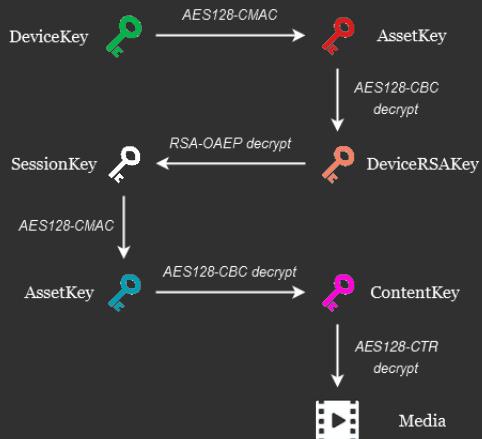 AES128-CMAC
DeviceKey
AssetKey
AES128-CBC
decrypt
RSA-OAEP decrypt
SessionKey
DeviceRSAKey
AES128-CMAC
AES128-CBC decrypt
AssetKey
ContentKey
AES128-CTR
decrypt
Media